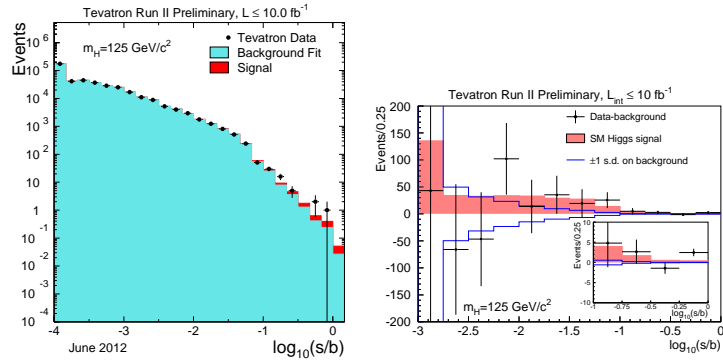 Tevatron Run II Preliminary, L ≤ 10.0 fb⁻¹
Events
10⁶
10⁵
10⁴
10³
10²
10
1
10⁻¹
10⁻²
10⁻³
10⁻⁴
m_H=125 GeV/c²
Tevatron Data
Background Fit
Signal
-4 -3 -2 -1 0
June 2012
log₁₀(s/b)
Tevatron Run II Preliminary, L_int ≤ 10 fb⁻¹
Events/0.25
200
150
100
50
0
-50
-100
-150
-200
Data-background
SM Higgs signal
±1 s.d. on background
m_H=125 GeV/c²
Events/0.25
10
5
0
-5
-10
-1 -0.75 -0.5 -0.25 0
log₁₀(s/b)
-3 -2.5 -2 -1.5 -1 -0.5 0
log₁₀(s/b)